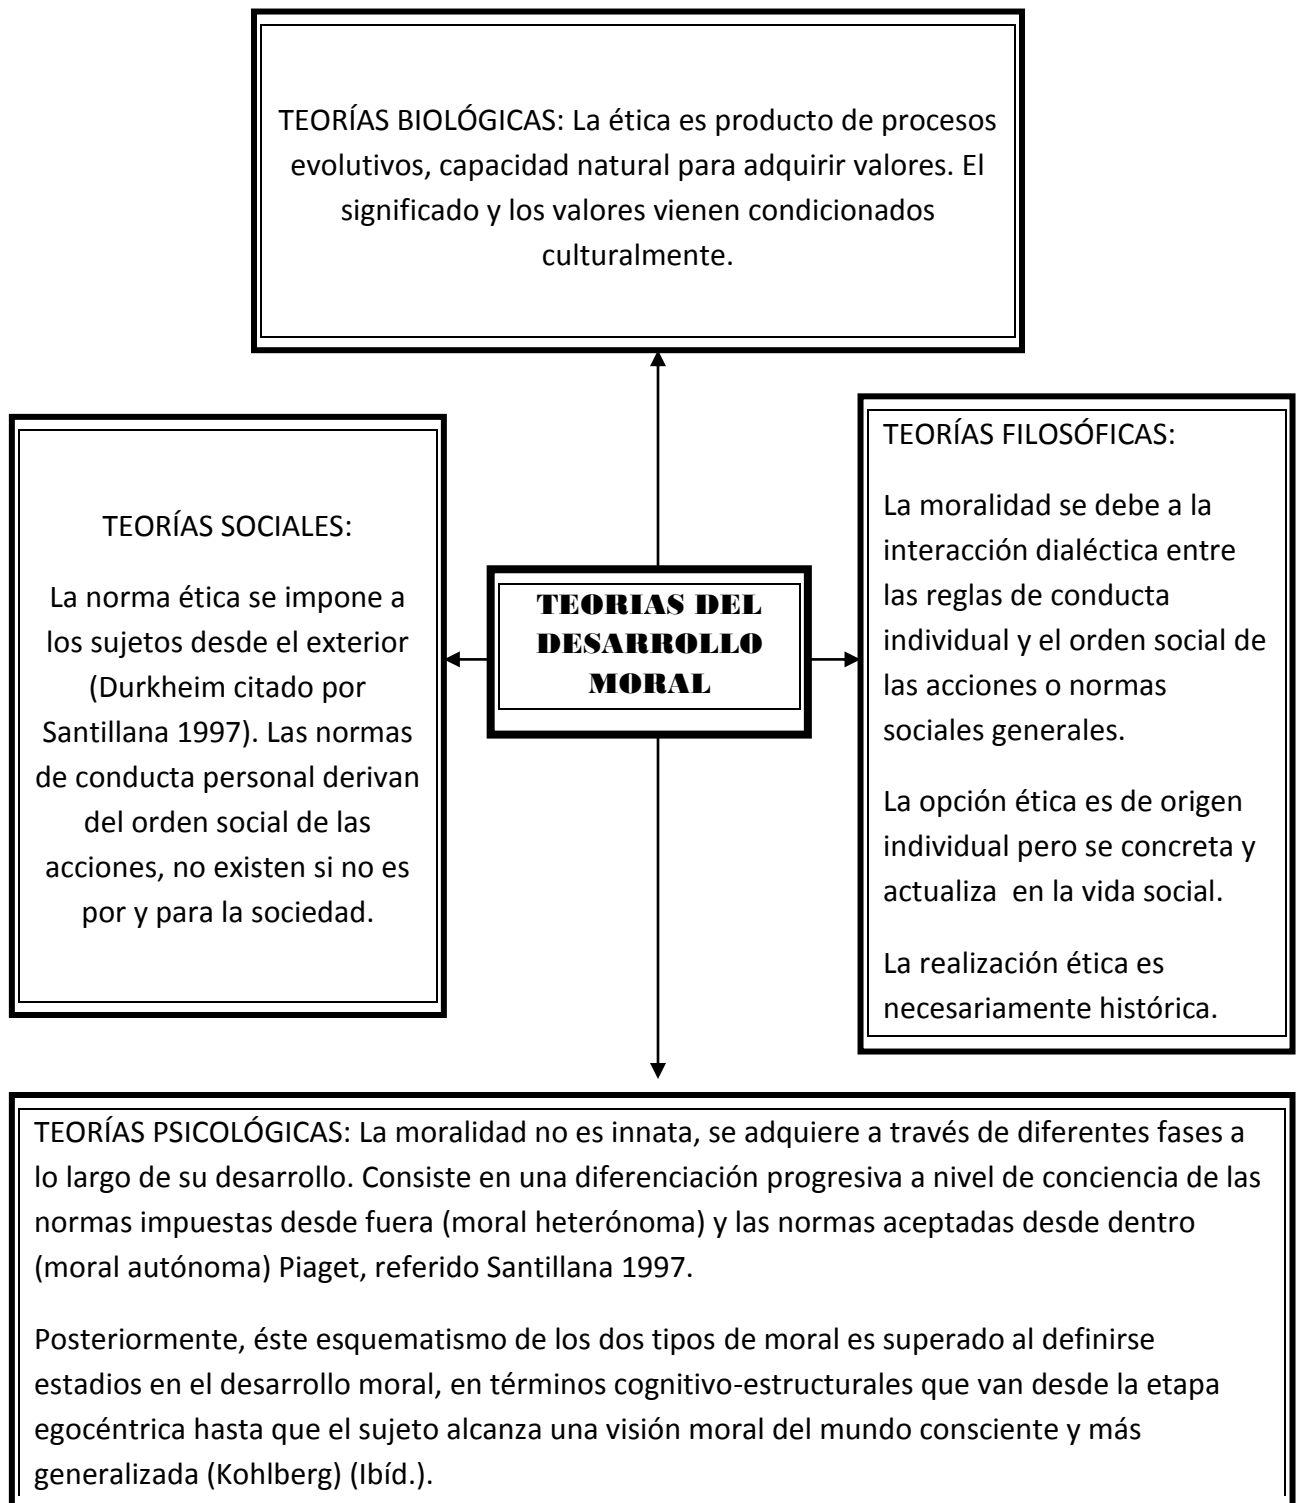 TEORÍAS BIOLÓGICAS: La ética es producto de procesos
evolutivos, capacidad natural para adquirir valores. El
significado y los valores vienen condicionados
culturalmente.
TEORÍAS SOCIALES:
La norma ética se impone a
los sujetos desde el exterior
(Durkheim citado por
Santillana 1997). Las normas
de conducta personal derivan
del orden social de las
acciones, no existen si no es
por y para la sociedad.
TEORIAS DEL
DESARROLLO
MORAL
TEORÍAS FILOSÓFICAS:
La moralidad se debe a la
interacción dialéctica entre
las reglas de conducta
individual y el orden social de
las acciones o normas
sociales generales.
La opción ética es de origen
individual pero se concreta y
actualiza  en la vida social.
La realización ética es
necesariamente histórica.
TEORÍAS PSICOLÓGICAS: La moralidad no es innata, se adquiere a través de diferentes fases a
lo largo de su desarrollo. Consiste en una diferenciación progresiva a nivel de conciencia de las
normas impuestas desde fuera (moral heterónoma) y las normas aceptadas desde dentro
(moral autónoma) Piaget, referido Santillana 1997.
Posteriormente, éste esquematismo de los dos tipos de moral es superado al definirse
estadios en el desarrollo moral, en términos cognitivo-estructurales que van desde la etapa
egocéntrica hasta que el sujeto alcanza una visión moral del mundo consciente y más
generalizada (Kohlberg) (Ibíd.).